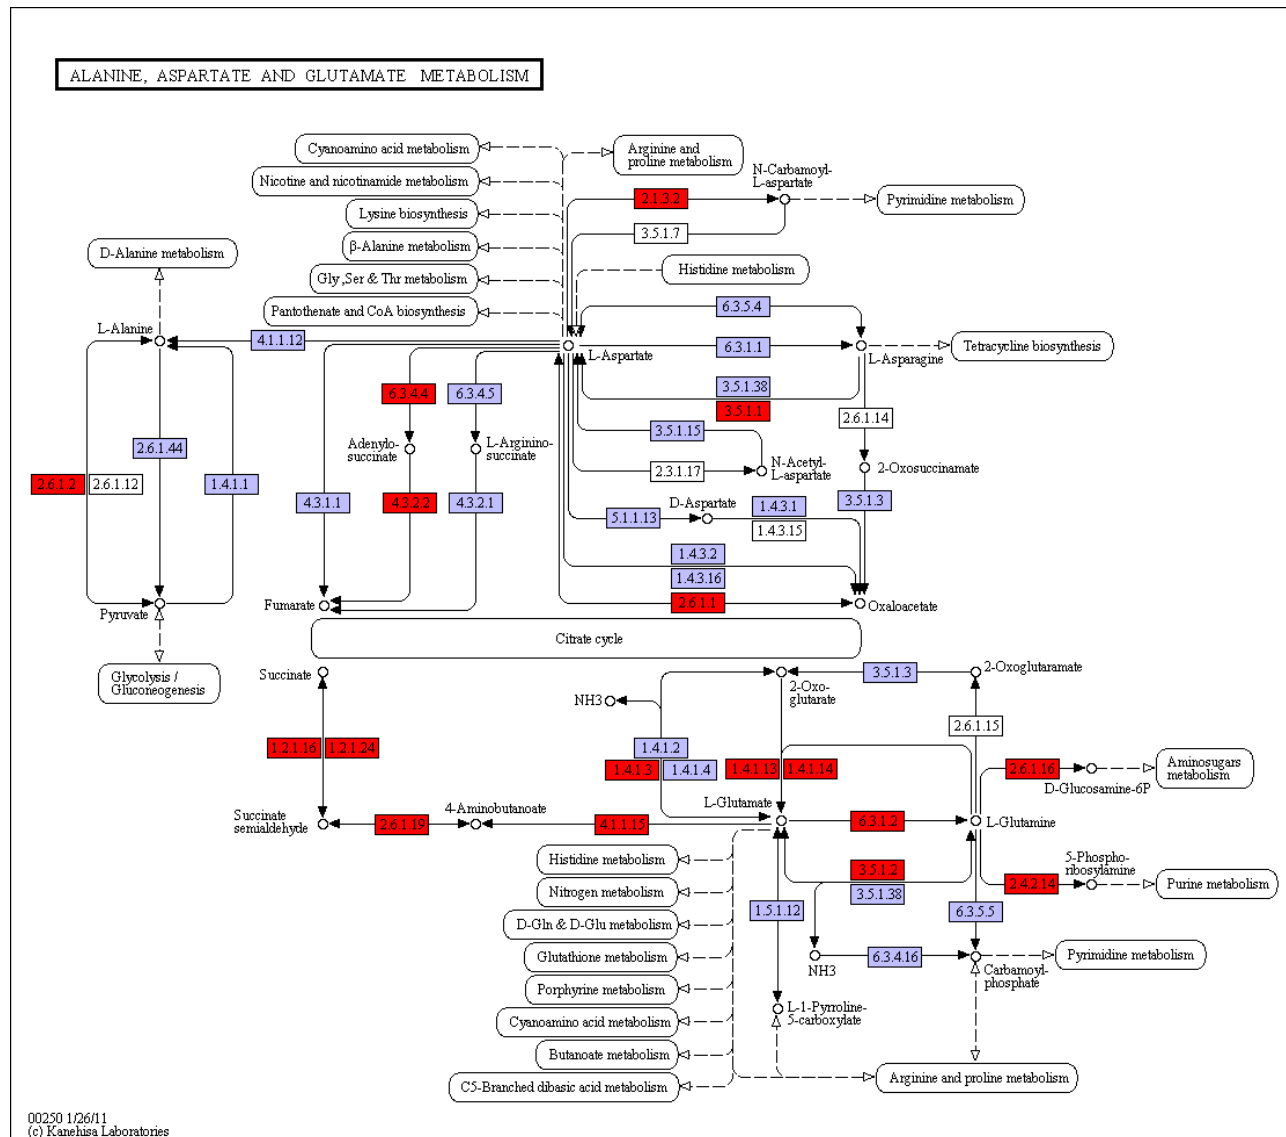 ALANINE, ASPARTATE AND GLUTAMATE METABOLISM
Cyanoamino acid metabolism
Arginine and
proline metabolism
N-Carbamoyl-
L-aspartate
Nicotine and nicotinamide metabolism
2.1.3.2
Pyrimidine metabolism
Lysine biosynthesis
3.5.1.7
D-Alanine metabolism
β-Alanine metabolism
Histidine metabolism
Gly ,Ser & Thr metabolism
Pantothenate and CoA biosynthesis
6.3.5.4
L-Alanine
4.1.1.12
L-Aspartate
6.3.1.1
L-Asparagine
Tetracycline biosynthesis
6.3.4.4
6.3.4.5
3.5.1.38
3.5.1.1
2.6.1.14
2.6.1.44
Adenylo-
succinate
L-Arginino-
succinate
3.5.1.15
N-Acetyl-
L-aspartate
2-Oxosuccinamate
2.6.1.2
2.6.1.12
1.4.1.1
2.3.1.17
4.3.1.1
4.3.2.2
4.3.2.1
D-Aspartate
5.1.1.13
1.4.3.1
1.4.3.15
3.5.1.3
1.4.3.2
1.4.3.16
Pyruvate
Fumarate
2.6.1.1
Oxaloacetate
Citrate cycle
Glycolysis /
Gluconeogenesis
Succinate
NH3
2-Oxo-
glutarate
3.5.1.3
2-Oxoglutaramate
1.2.1.16
1.2.1.24
1.4.1.2
1.4.1.3
1.4.1.4
1.4.1.13
1.4.1.14
2.6.1.15
2.6.1.16
Aminosugars
metabolism
D-Glucosamine-6P
Succinate
semialdehyde
2.6.1.19
4-Aminobutanoate
4.1.1.15
L-Glutamate
6.3.1.2
L-Glutamine
Histidine metabolism
3.5.1.2
3.5.1.38
5-Phospho-
ribosylamine
2.4.2.14
Purine metabolism
Nitrogen metabolism
1.5.1.12
6.3.5.5
D-Gln & D-Glu metabolism
Glutathione metabolism
NH3
6.3.4.16
Carbamoyl-
phosphate
Pyrimidine metabolism
Porphyrine metabolism
L-1-Pyrroline-
5-carboxylate
Cyanoamino acid metabolism
Butanoate metabolism
C5-Branched dibasic acid metabolism
Arginine and proline metabolism
00250 1/26/11
(c) Kanehisa Laboratories